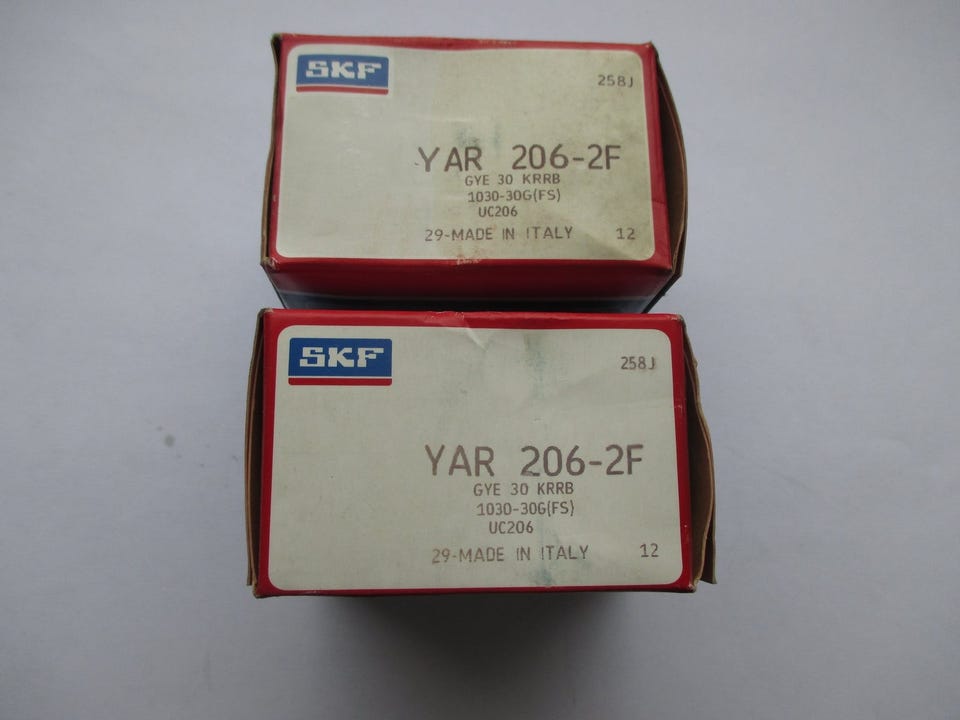 SKF
258J
YAR 206-2F
GYE 30 KRRB
1030-30G(FS)
UC206
29-MADE IN ITALY 12
SKF
258J
YAR 206-2F
GYE 30 KRRB
1030-30G(FS)
UC206
29-MADE IN ITALY 12